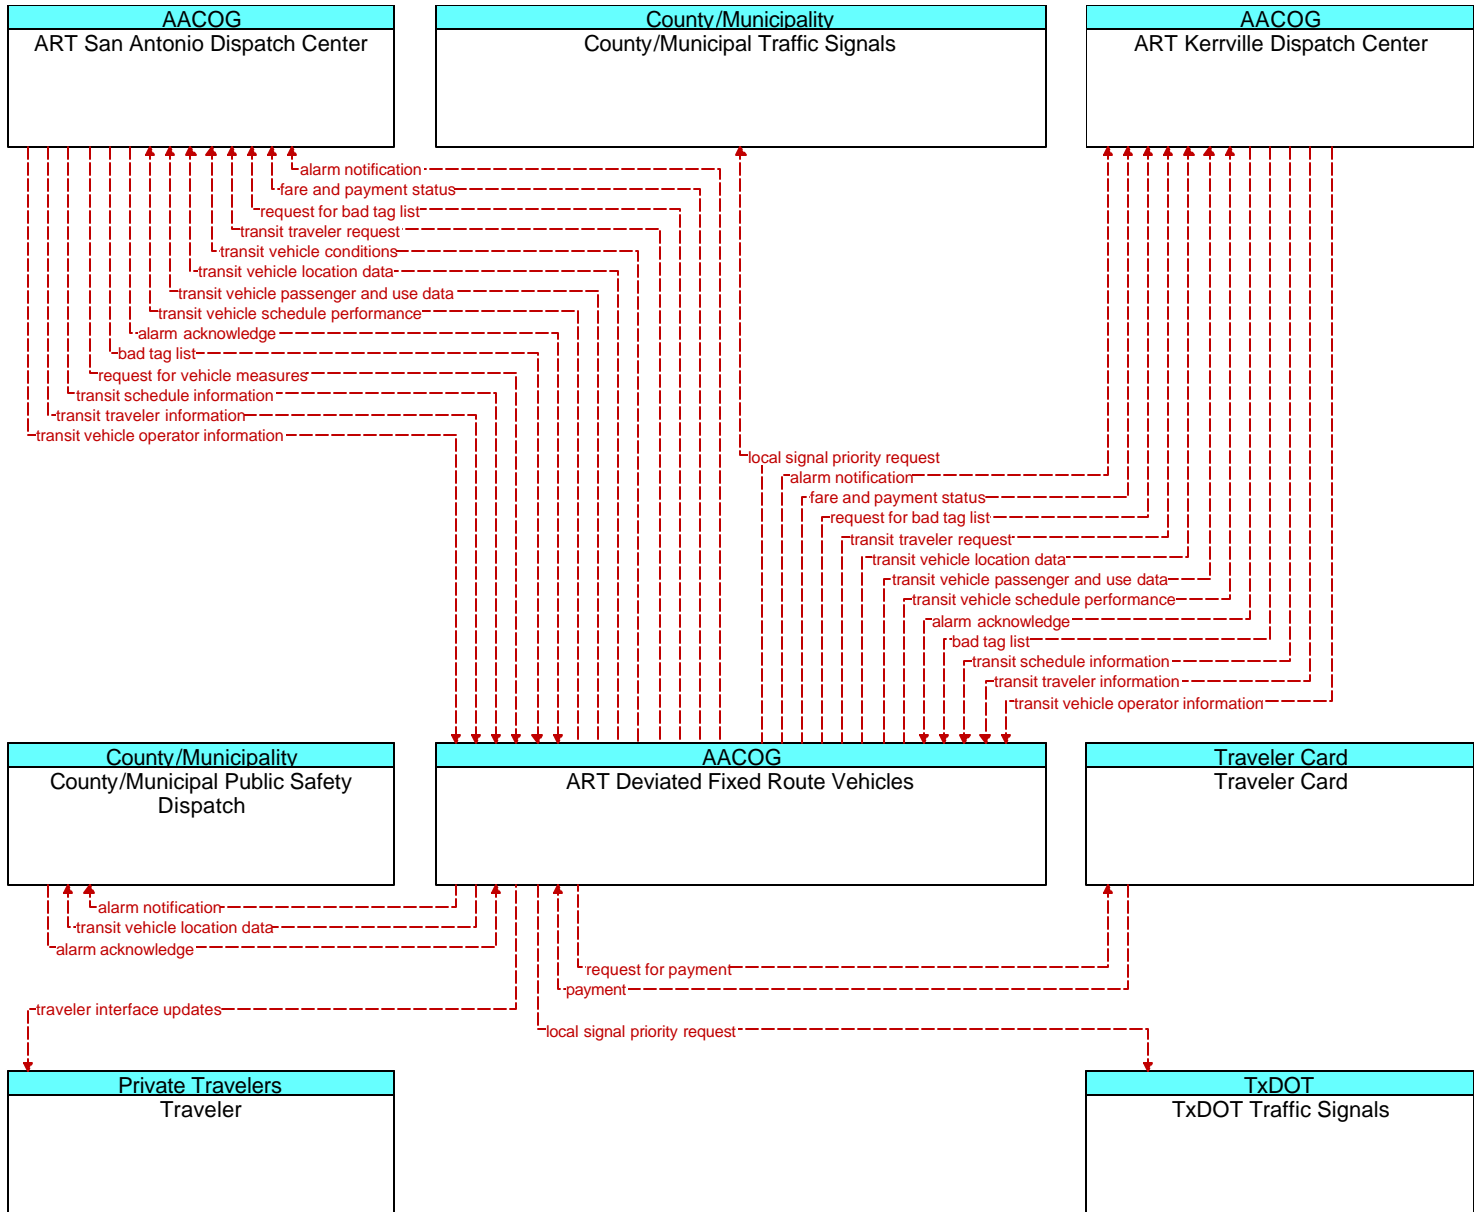 AACOG
ART San Antonio Dispatch Center
County/Municipality
County/Municipal Traffic Signals
AACOG
ART Kerrville Dispatch Center
alarm notification
fare and payment status
request for bad tag list
transit traveler request
transit vehicle conditions
transit vehicle location data
transit vehicle passenger and use data
transit vehicle schedule performance
alarm acknowledge
bad tag list
request for vehicle measures
transit schedule information
transit traveler information
transit vehicle operator information
local signal priority request
alarm notification
fare and payment status
request for bad tag list
transit traveler request
transit vehicle location data
transit vehicle passenger and use data
transit vehicle schedule performance
alarm acknowledge
bad tag list
transit schedule information
transit traveler information
transit vehicle operator information
County/Municipality
County/Municipal Public Safety
Dispatch
AACOG
ART Deviated Fixed Route Vehicles
Traveler Card
Traveler Card
alarm notification
transit vehicle location data
alarm acknowledge
request for payment
payment
traveler interface updates
local signal priority request
Private Travelers
Traveler
TxDOT
TxDOT Traffic Signals